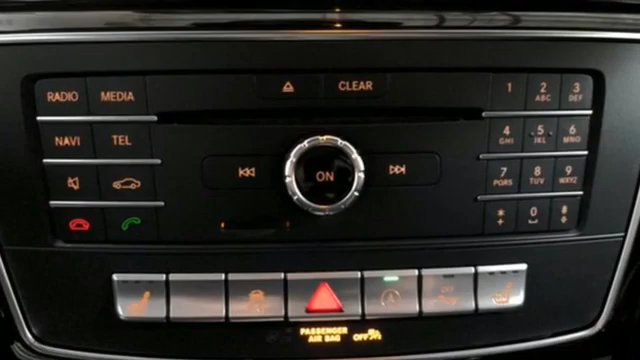 RADIO MEDIA CLEAR 1 2 ABC 3 DEF
NAVI TEL 4 GHI 5 JKL 6 MNO
ON 7 PQRS 8 TUV 9 WXYZ
* + 0 #
OFF
PASSENGER
AIR BAG OFF